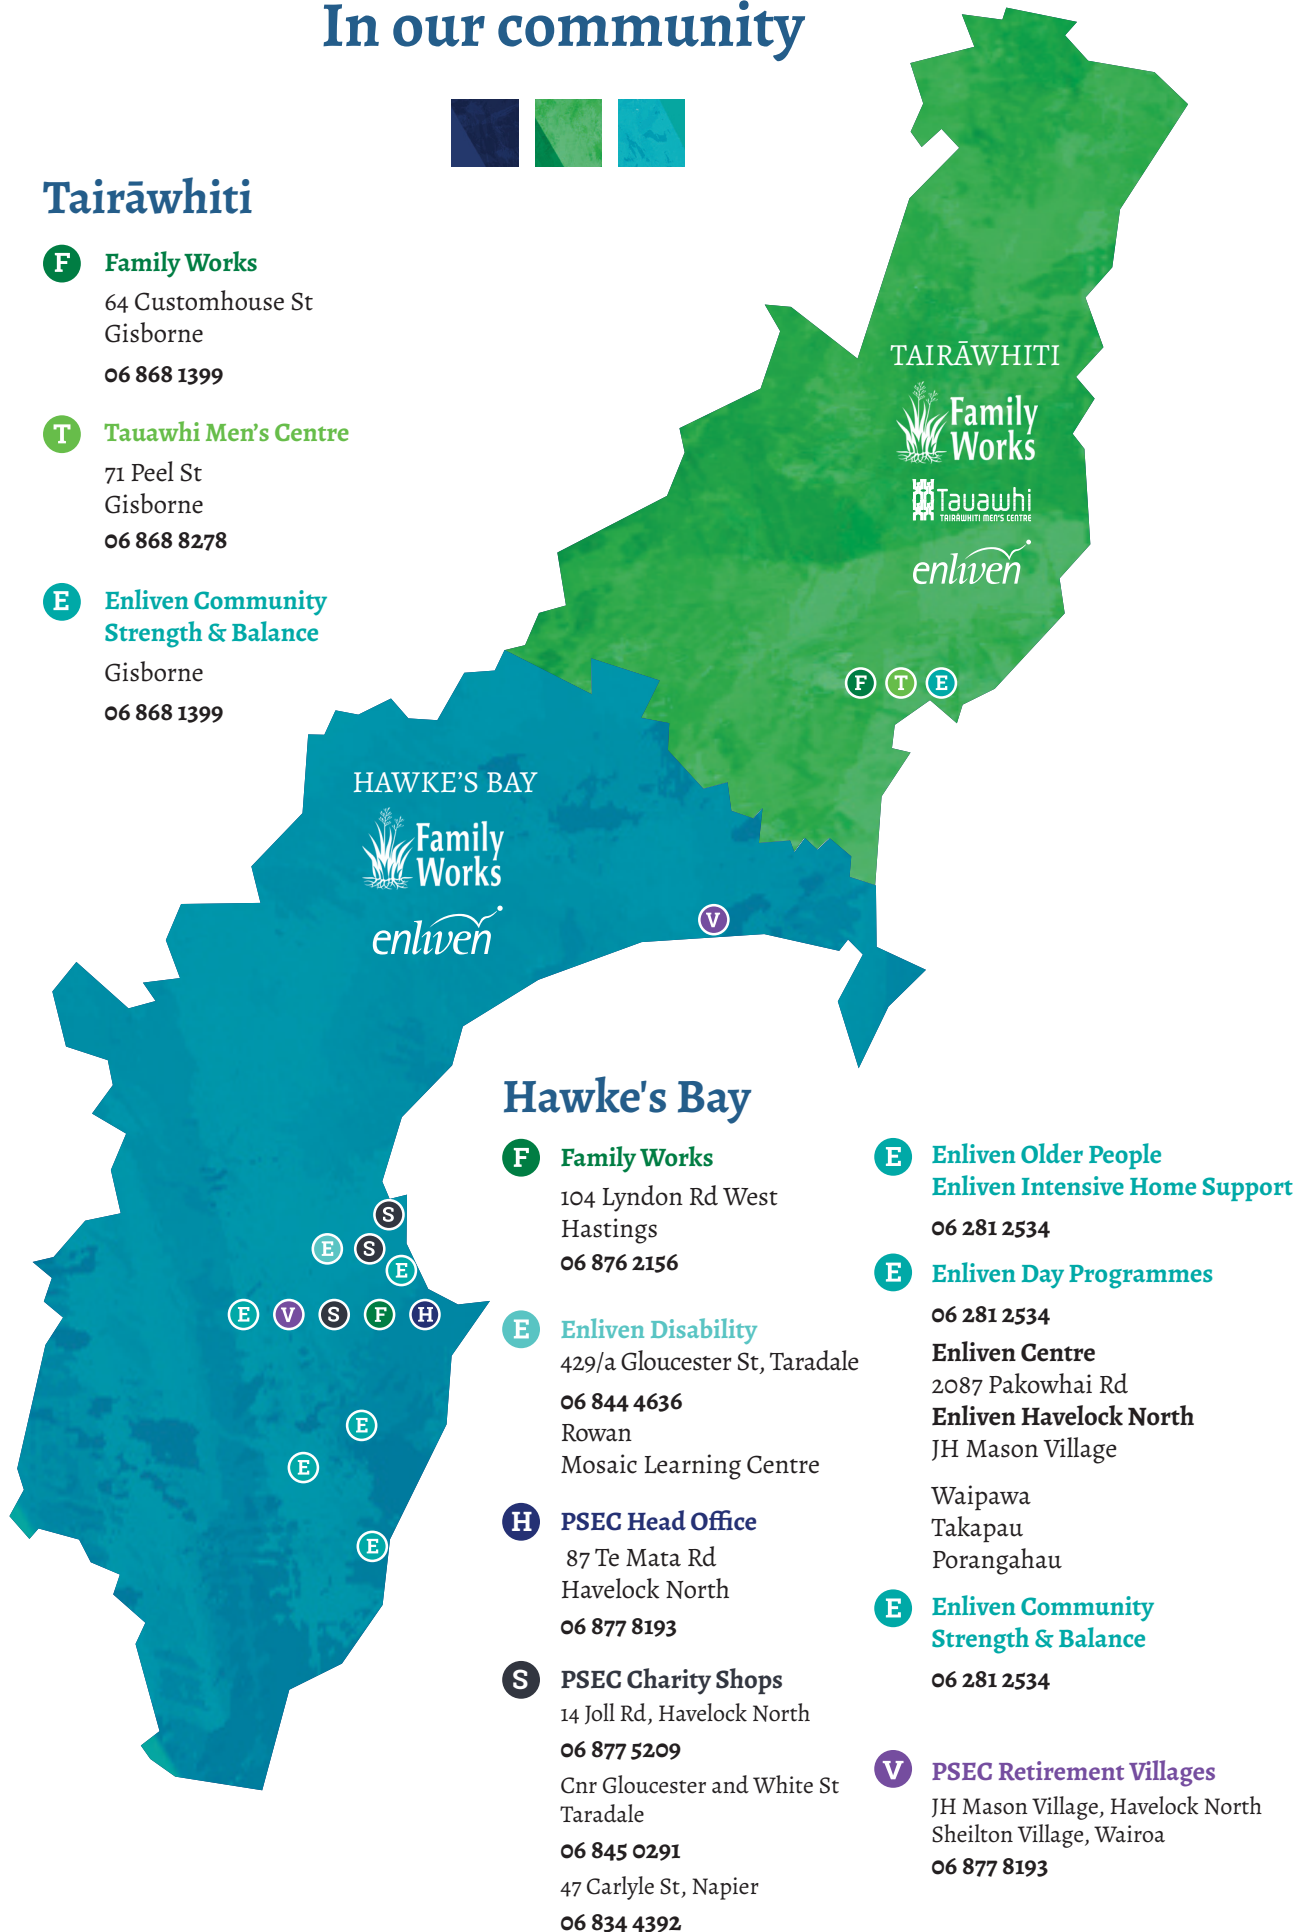 In our community
Tairāwhiti
F
Family Works
64 Customhouse St
Gisborne
06 868 1399
T
Tauawhi Men's Centre
71 Peel St
Gisborne
06 868 8278
E
Enliven Community
Strength & Balance
Gisborne
06 868 1399
TAIRĀWHITI
Family
Works
Tauawhi
TAIRĀWHITI MEN'S CENTRE
enliven
F T E
HAWKE'S BAY
Family
Works
enliven
V
S
E S
E
E V S F H
E
E
E
Hawke's Bay
F
Family Works
104 Lyndon Rd West
Hastings
06 876 2156
E
Enliven Disability
429/a Gloucester St, Taradale
06 844 4636
Rowan
Mosaic Learning Centre
H
PSEC Head Office
87 Te Mata Rd
Havelock North
06 877 8193
S
PSEC Charity Shops
14 Joll Rd, Havelock North
06 877 5209
Cnr Gloucester and White St
Taradale
06 845 0291
47 Carlyle St, Napier
06 834 4392
E
Enliven Older People
Enliven Intensive Home Support
06 281 2534
E
Enliven Day Programmes
06 281 2534
Enliven Centre
2087 Pakowhai Rd
Enliven Havelock North
JH Mason Village
Waipawa
Takapau
Porangahau
E
Enliven Community
Strength & Balance
06 281 2534
V
PSEC Retirement Villages
JH Mason Village, Havelock North
Sheilton Village, Wairoa
06 877 8193